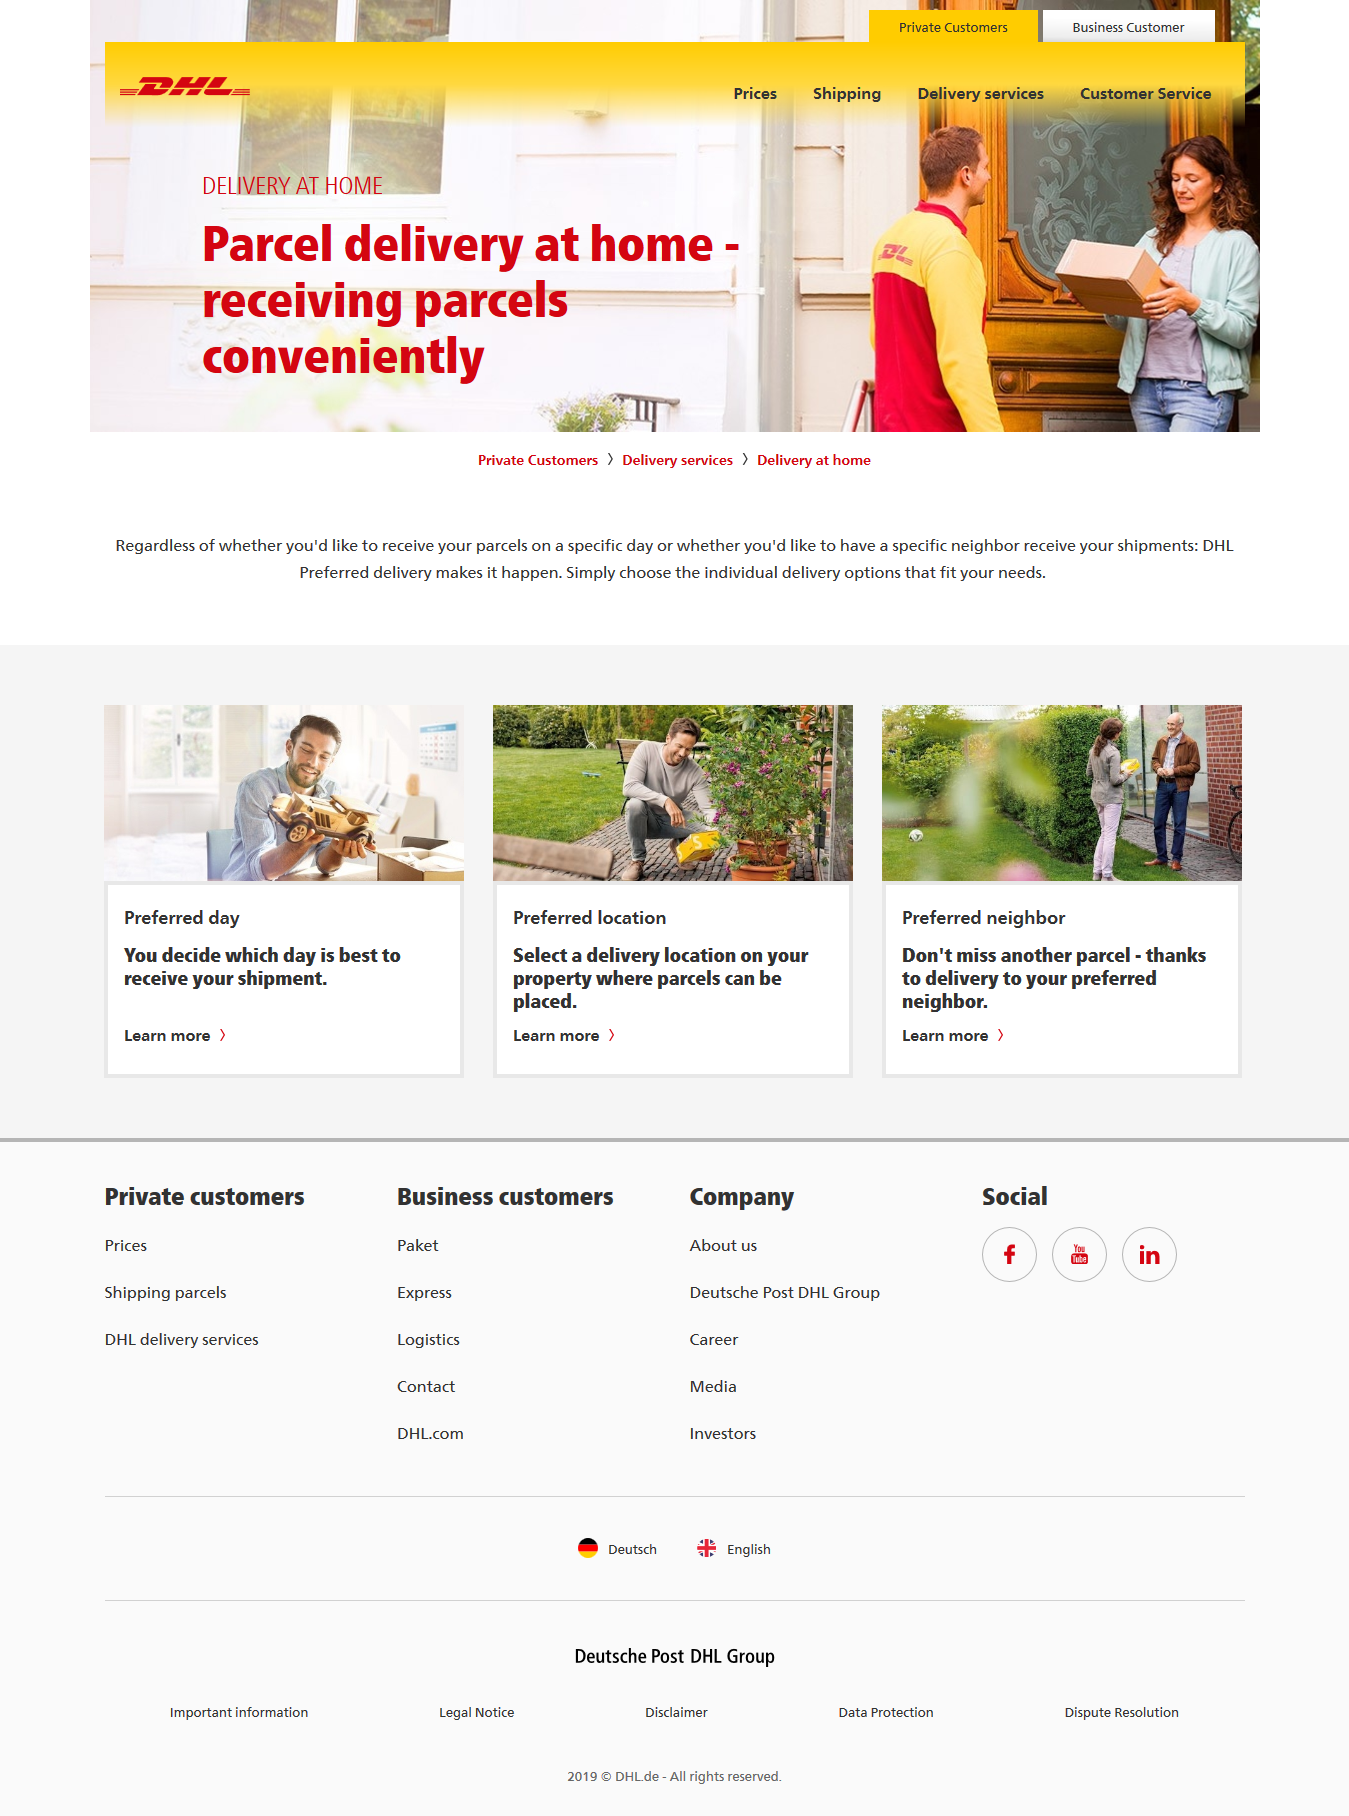 Private Customers
Business Customer
DHL
Prices
Shipping
Delivery services
Customer Service
DELIVERY AT HOME
Parcel delivery at home -
receiving parcels
conveniently
DHL
Private Customers
Delivery services
Delivery at home
Regardless of whether you'd like to receive your parcels on a specific day or whether you'd like to have a specific neighbor receive your shipments: DHL
Preferred delivery makes it happen. Simply choose the individual delivery options that fit your needs.
Preferred day
You decide which day is best to
receive your shipment.
Learn more
Preferred location
Select a delivery location on your
property where parcels can be
placed.
Learn more
Preferred neighbor
Don't miss another parcel - thanks
to delivery to your preferred
neighbor.
Learn more
Private customers
Prices
Shipping parcels
DHL delivery services
Business customers
Paket
Express
Logistics
Contact
DHL.com
Company
About us
Deutsche Post DHL Group
Career
Media
Investors
Social
f
You
Tube
in
Deutsch
English
Deutsche Post DHL Group
Important information
Legal Notice
Disclaimer
Data Protection
Dispute Resolution
2019 © DHL.de - All rights reserved.